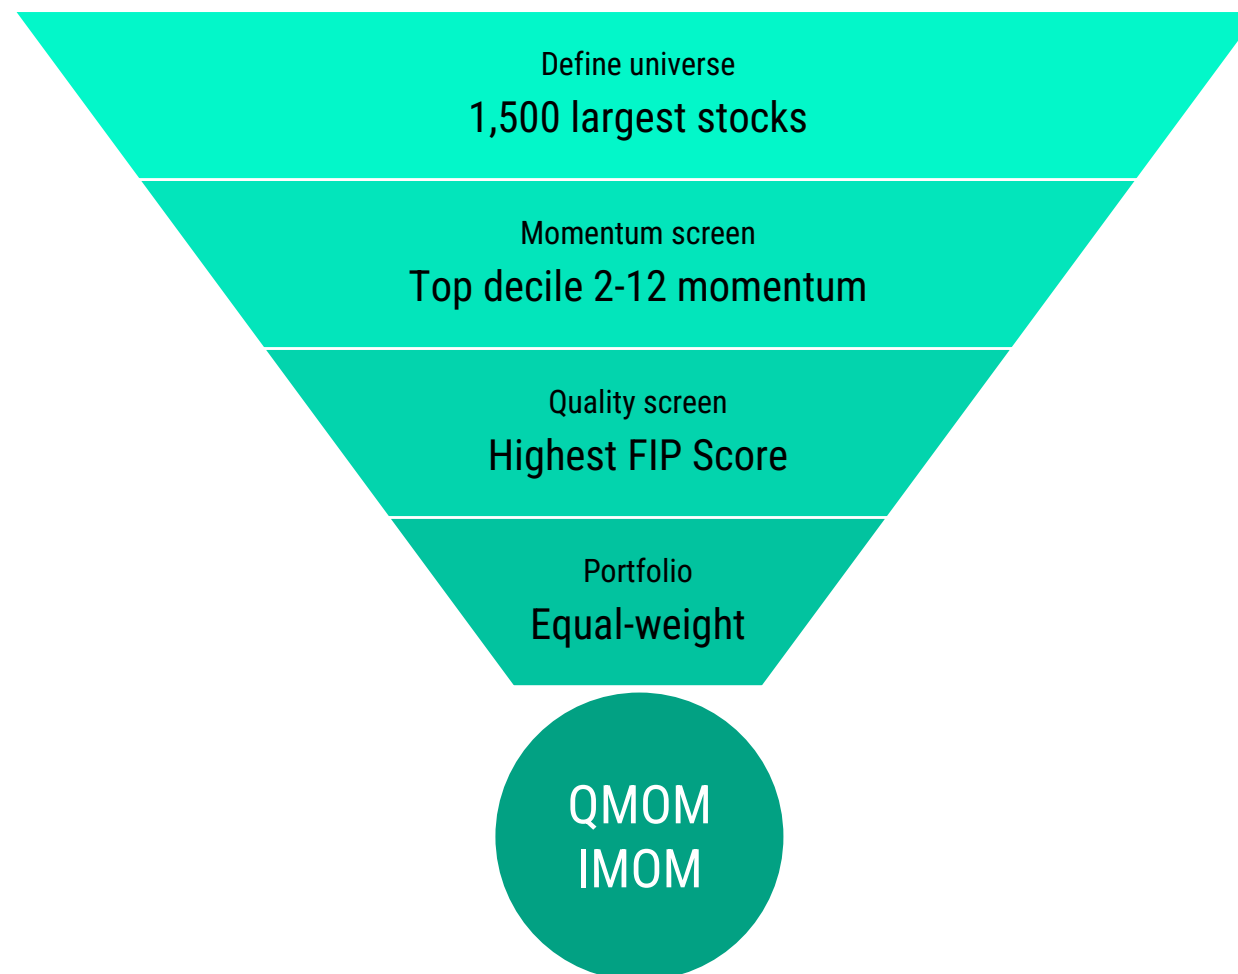 Define universe
1,500 largest stocks
Momentum screen
Top decile 2-12 momentum
Quality screen
Highest FIP Score
Portfolio
Equal-weight
QMOM
IMOM